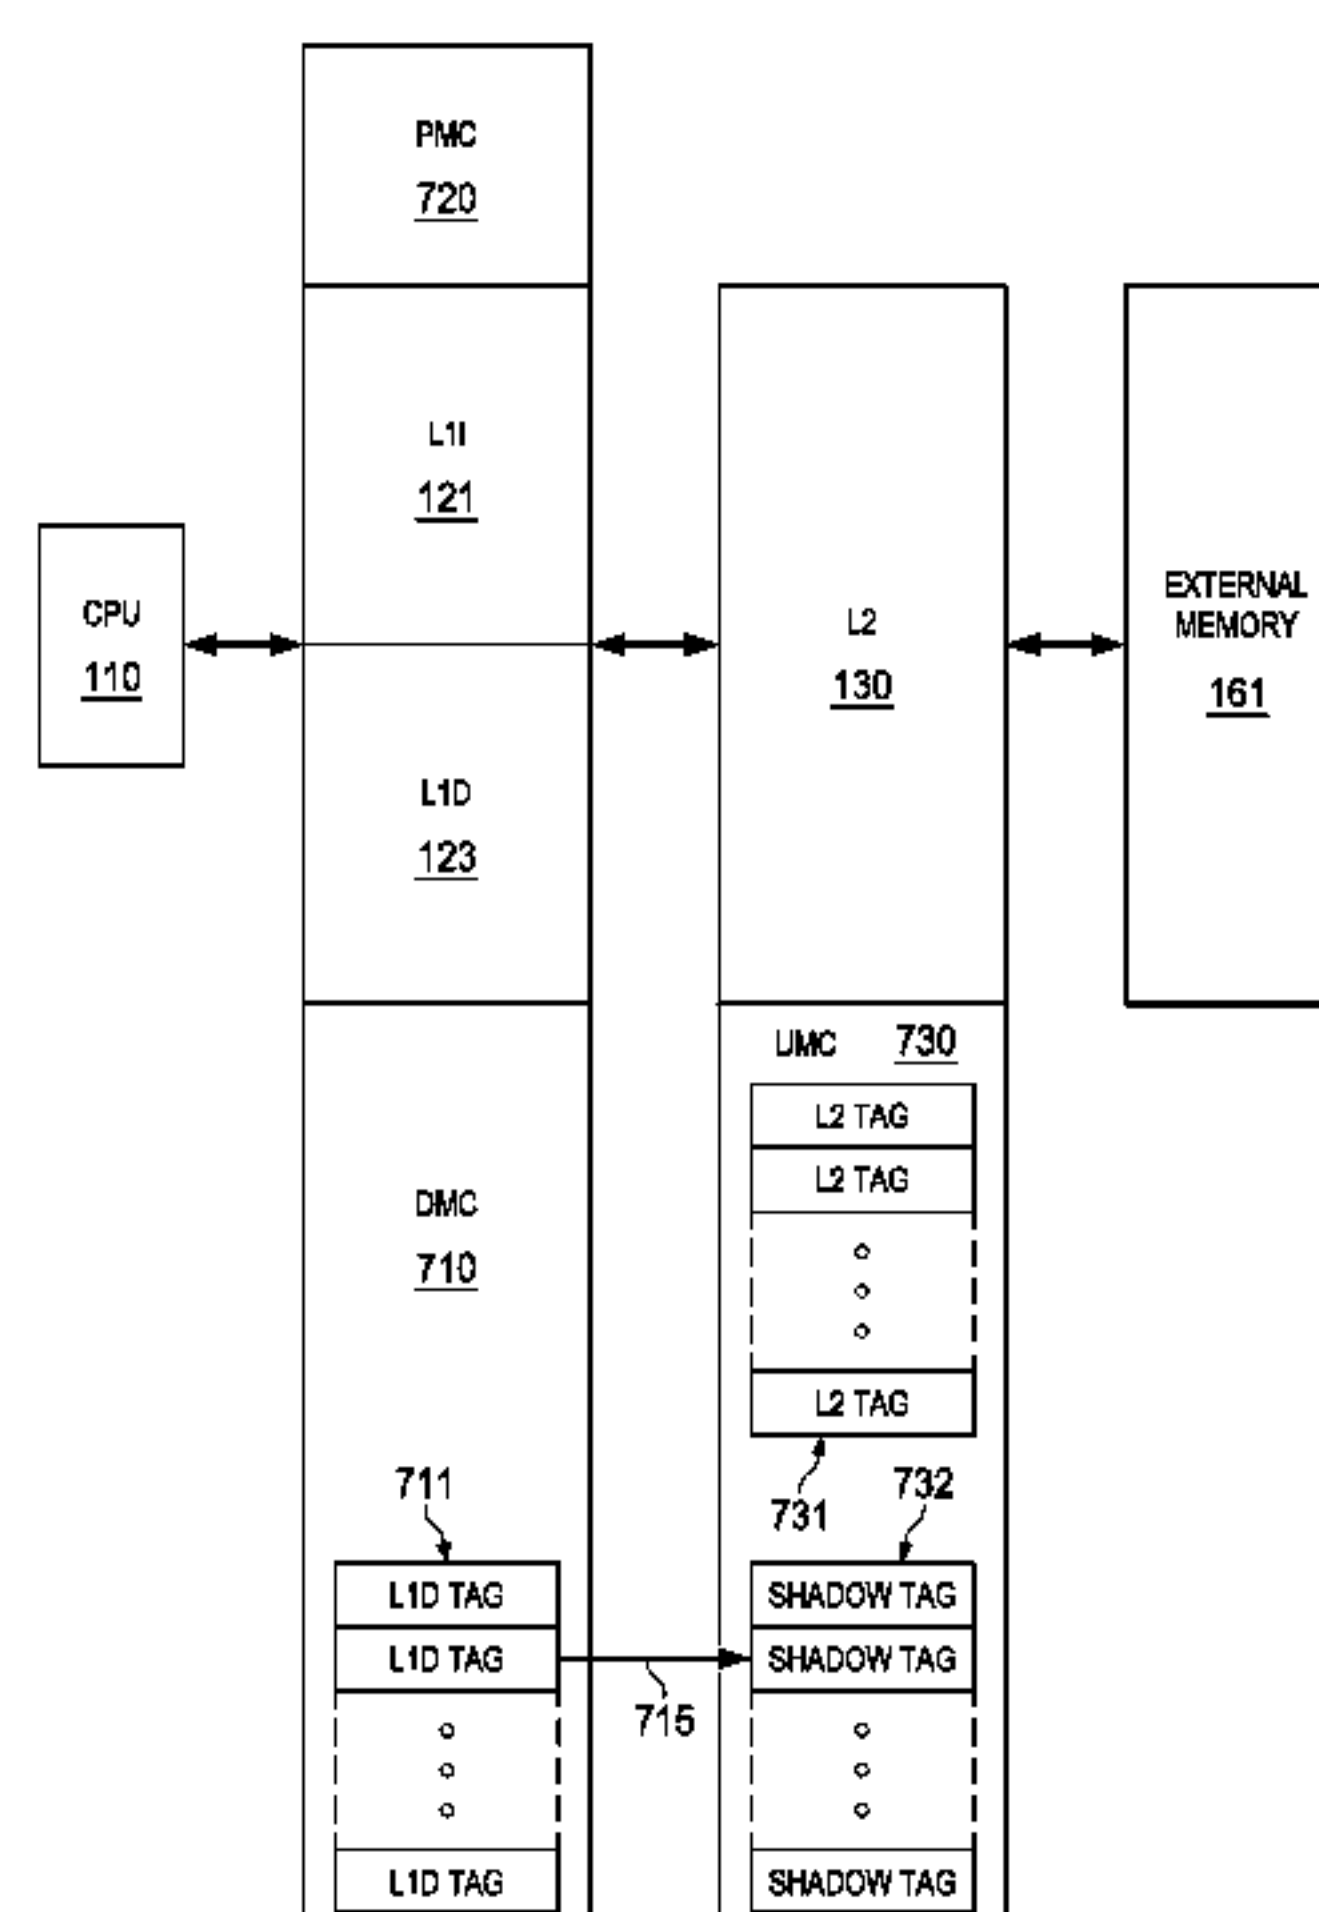 PMC
720
L1I
121
CPU
110
L1D
123
L2
130
EXTERNAL
MEMORY
161
DMC
710
711
L1D TAG
L1D TAG
L1D TAG
715
UMC 730
L2 TAG
L2 TAG
L2 TAG
731
732
SHADOW TAG
SHADOW TAG
SHADOW TAG